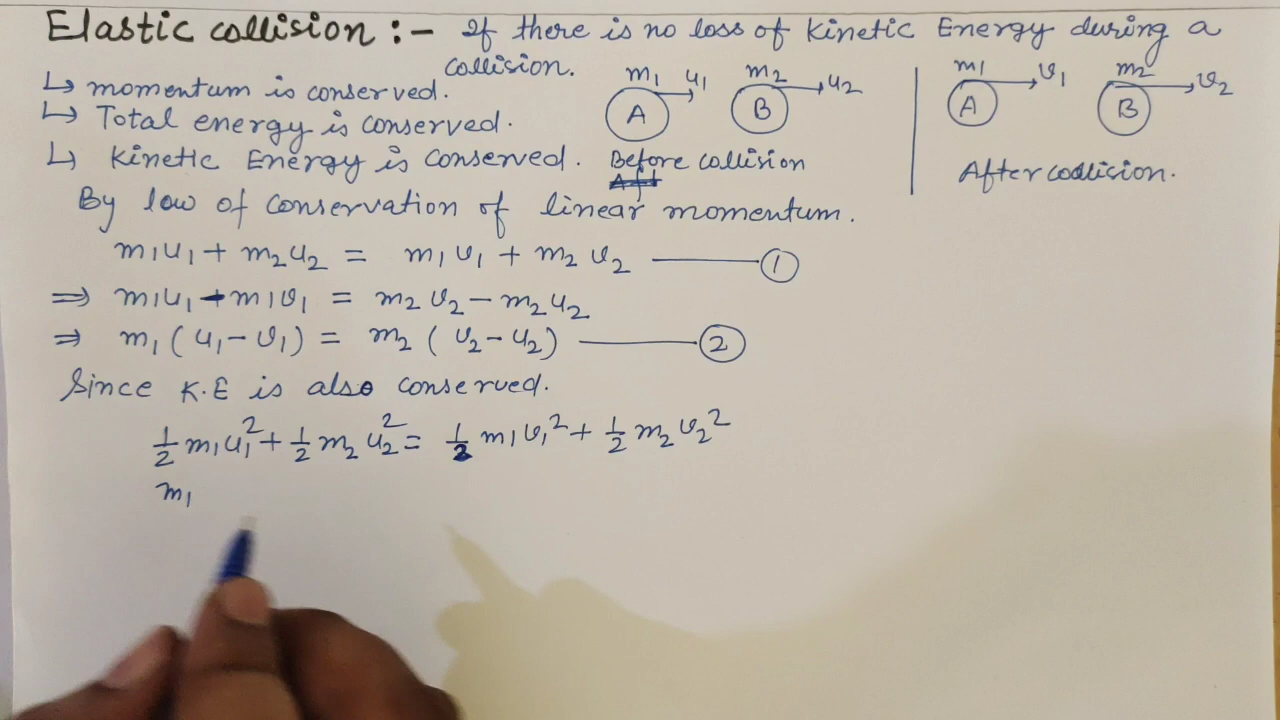 Elastic collision :- If there is no loss of Kinetic Energy during a
collision.
↳ momentum is conserved.
↳ Total energy is conserved.
↳ Kinetic Energy is conserved.
m₁ u₁ m₂ u₂
A B
Before collision
m₁ v₁ m₂ v₂
A B
After collision.
By law of conservation of linear momentum.
m₁u₁ + m₂u₂ = m₁v₁ + m₂v₂ —— ①
⇒ m₁u₁ - m₁v₁ = m₂v₂ - m₂u₂
⇒ m₁(u₁ - v₁) = m₂(v₂ - u₂) —— ②
Since K.E is also conserved.
½ m₁u₁² + ½ m₂u₂² = ½ m₁v₁² + ½ m₂v₂²
m₁